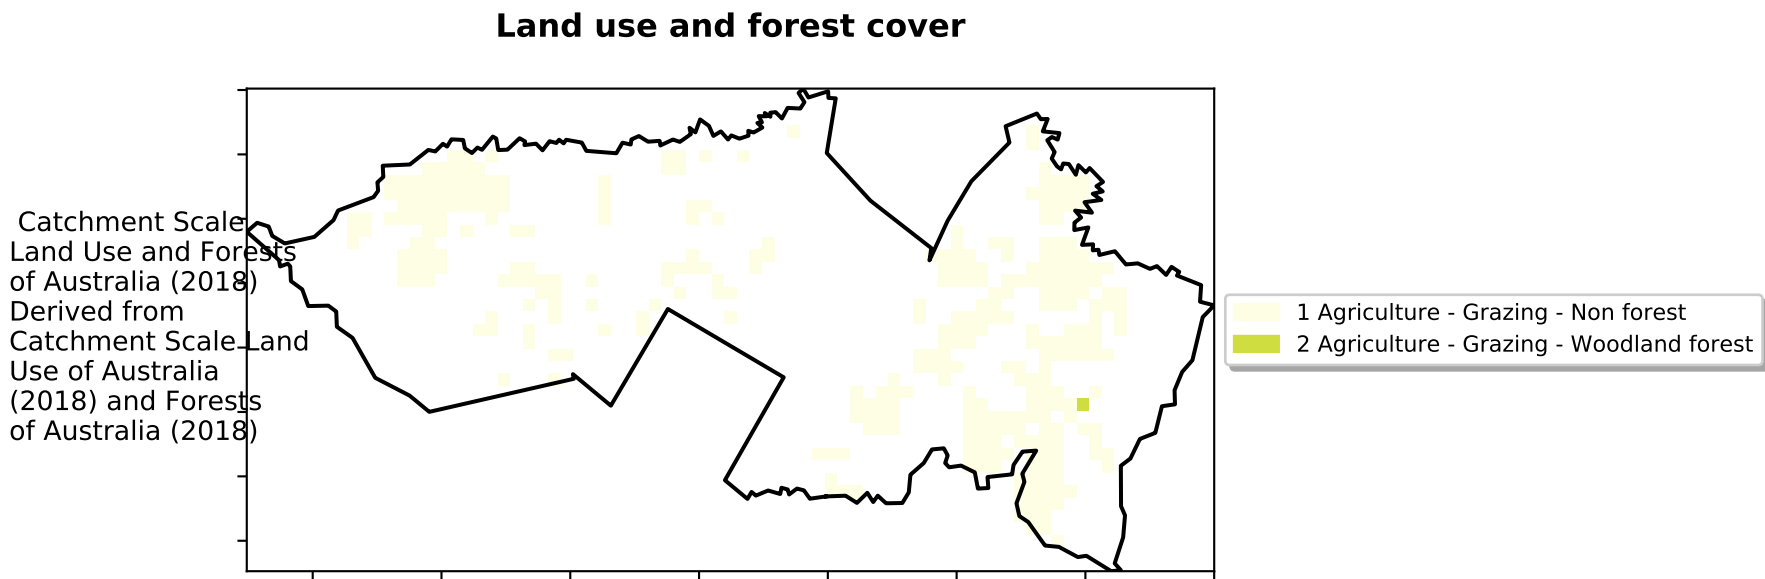 Land use and forest cover
Catchment Scale
Land Use and Forests
of Australia (2018)
Derived from
Catchment Scale Land
Use of Australia
(2018) and Forests
of Australia (2018)
1 Agriculture - Grazing - Non forest
2 Agriculture - Grazing - Woodland forest